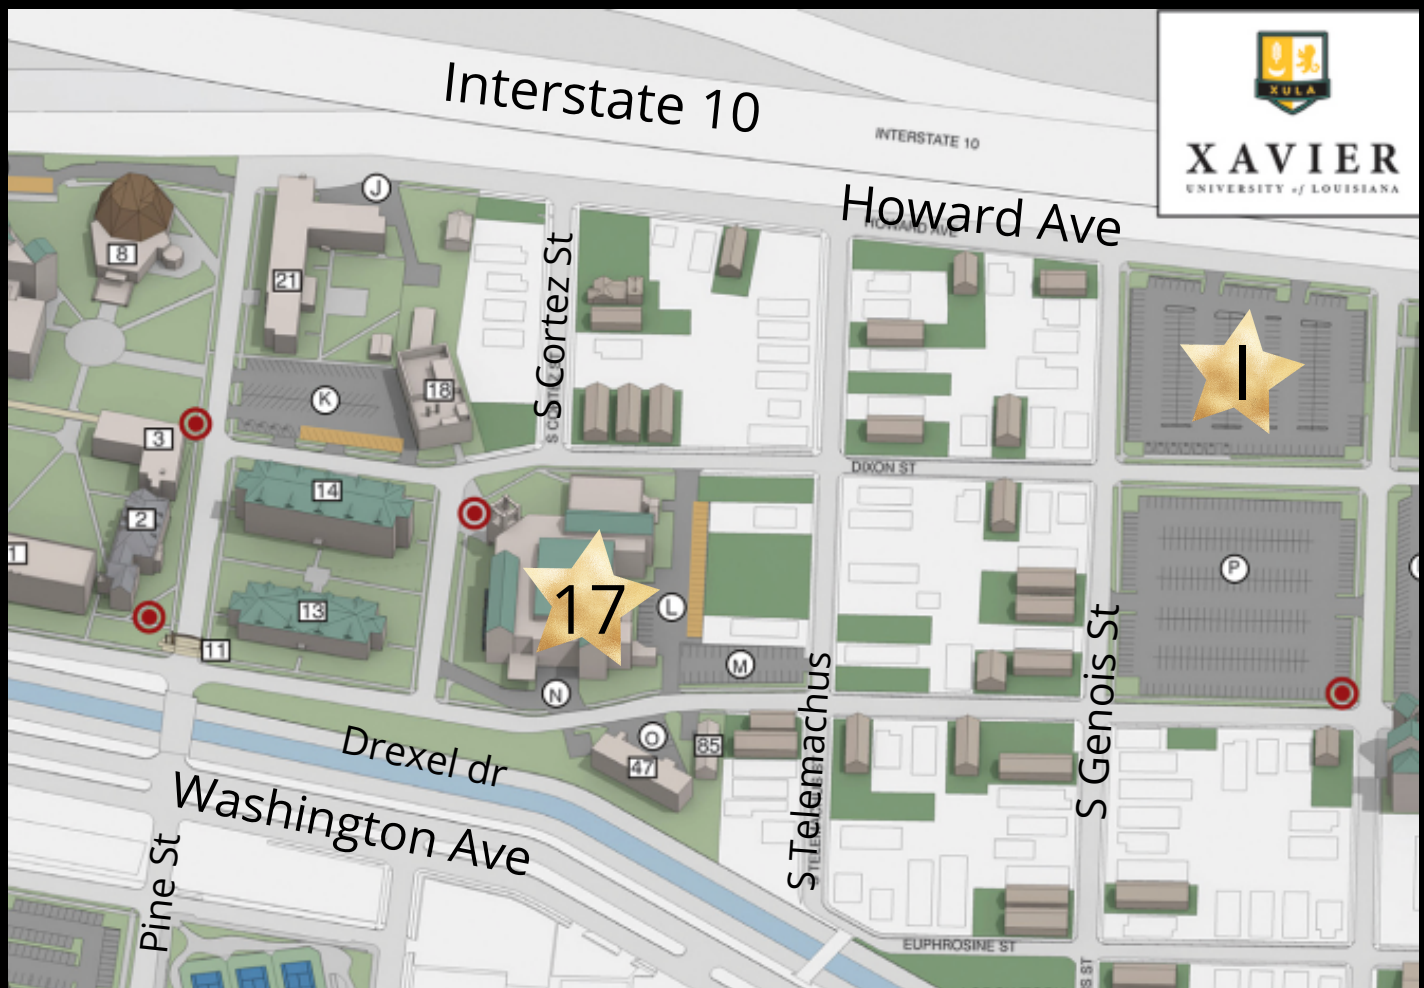 Interstate 10
INTERSTATE 10
XULA
XAVIER
UNIVERSITY of LOUISIANA
Howard Ave
HOWARD AVE
J
8
21
S Cortez St
I
K
18
3
DIXON ST
14
2
1
P
13
17
L
11
M
N
S Telemachus
S Genois St
O
85
47
Drexel dr
Washington Ave
Pine St
EUPHROSINE ST